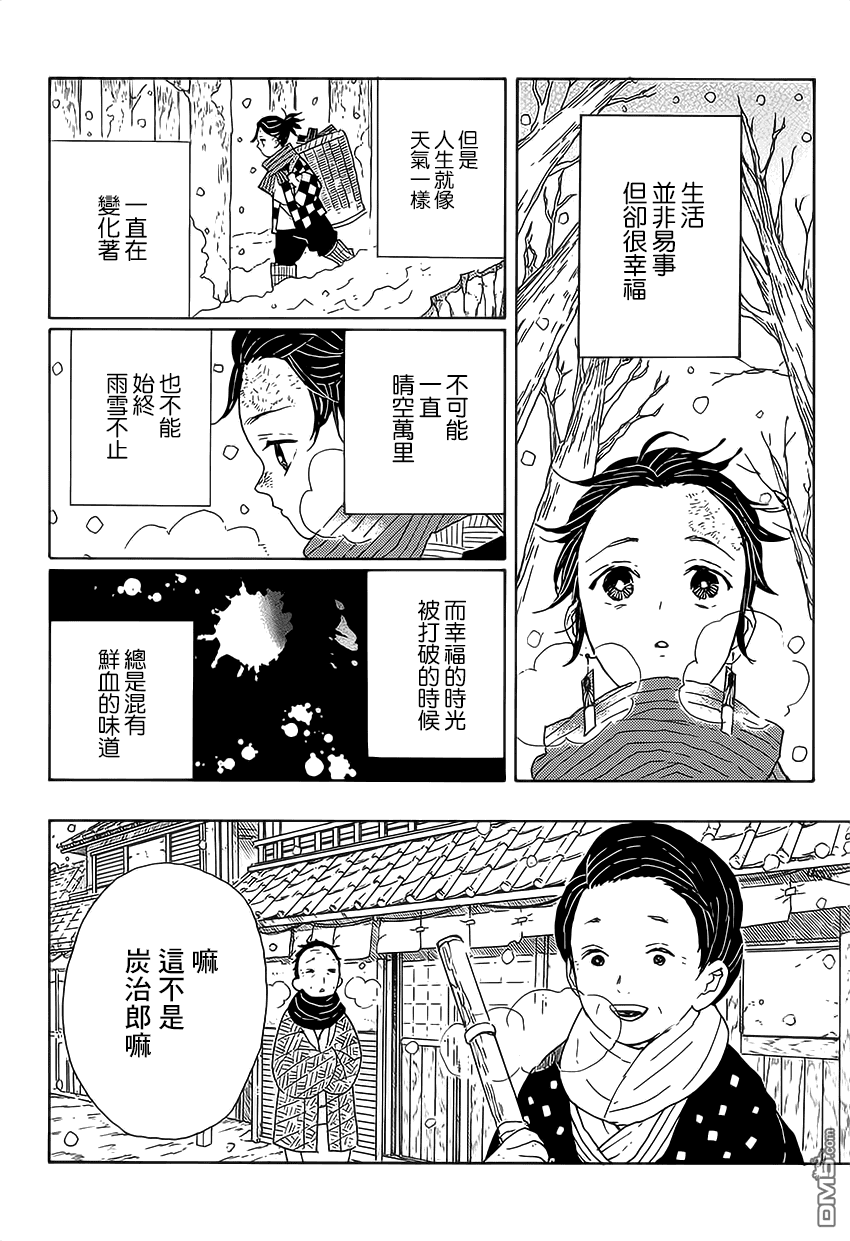 生活
並非易事
但卻很幸福
但是
人生就像
天氣一樣
一直在
變化著
不可能
一直
晴空萬里
也不能
始終
雨雪不止
而幸福的時光
被打破的時候
總是混有
鮮血的味道
嘛
這不是
炭治郎嘛
DM5.com